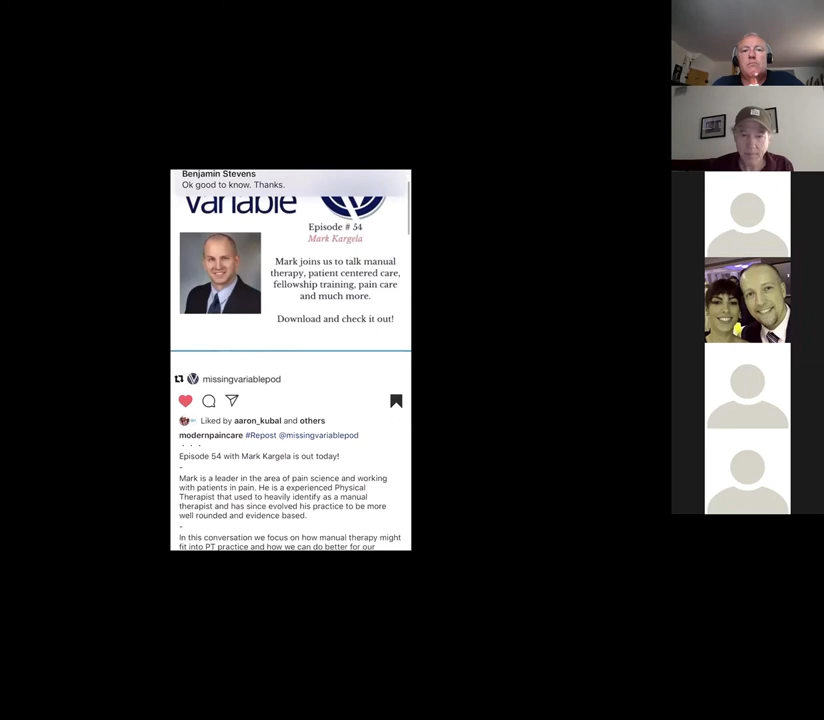 Benjamin Stevens
Ok good to know. Thanks.
variable
Episode # 54
Mark Kargela
Mark joins us to talk manual
therapy, patient centered care,
fellowship training, pain care
and much more.
Download and check it out!
missingvariablepod
Liked by aaron_kubal and others
modernpaincare #Repost @missingvariablepod
. . .
Episode 54 with Mark Kargela is out today!
-
Mark is a leader in the area of pain science and working
with patients in pain. He is a experienced Physical
Therapist that used to heavily identify as a manual
therapist and has since evolved his practice to be more
well rounded and evidence based.
-
In this conversation we focus on how manual therapy might
fit into PT practice and how we can do better for our